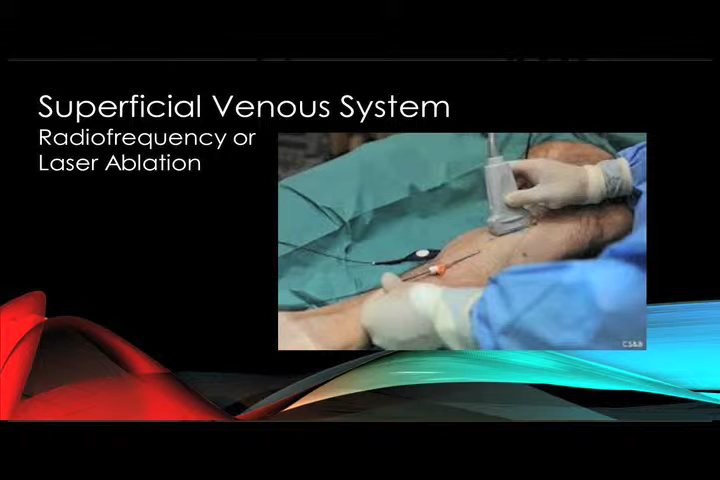 Superficial Venous System
Radiofrequency or
Laser Ablation